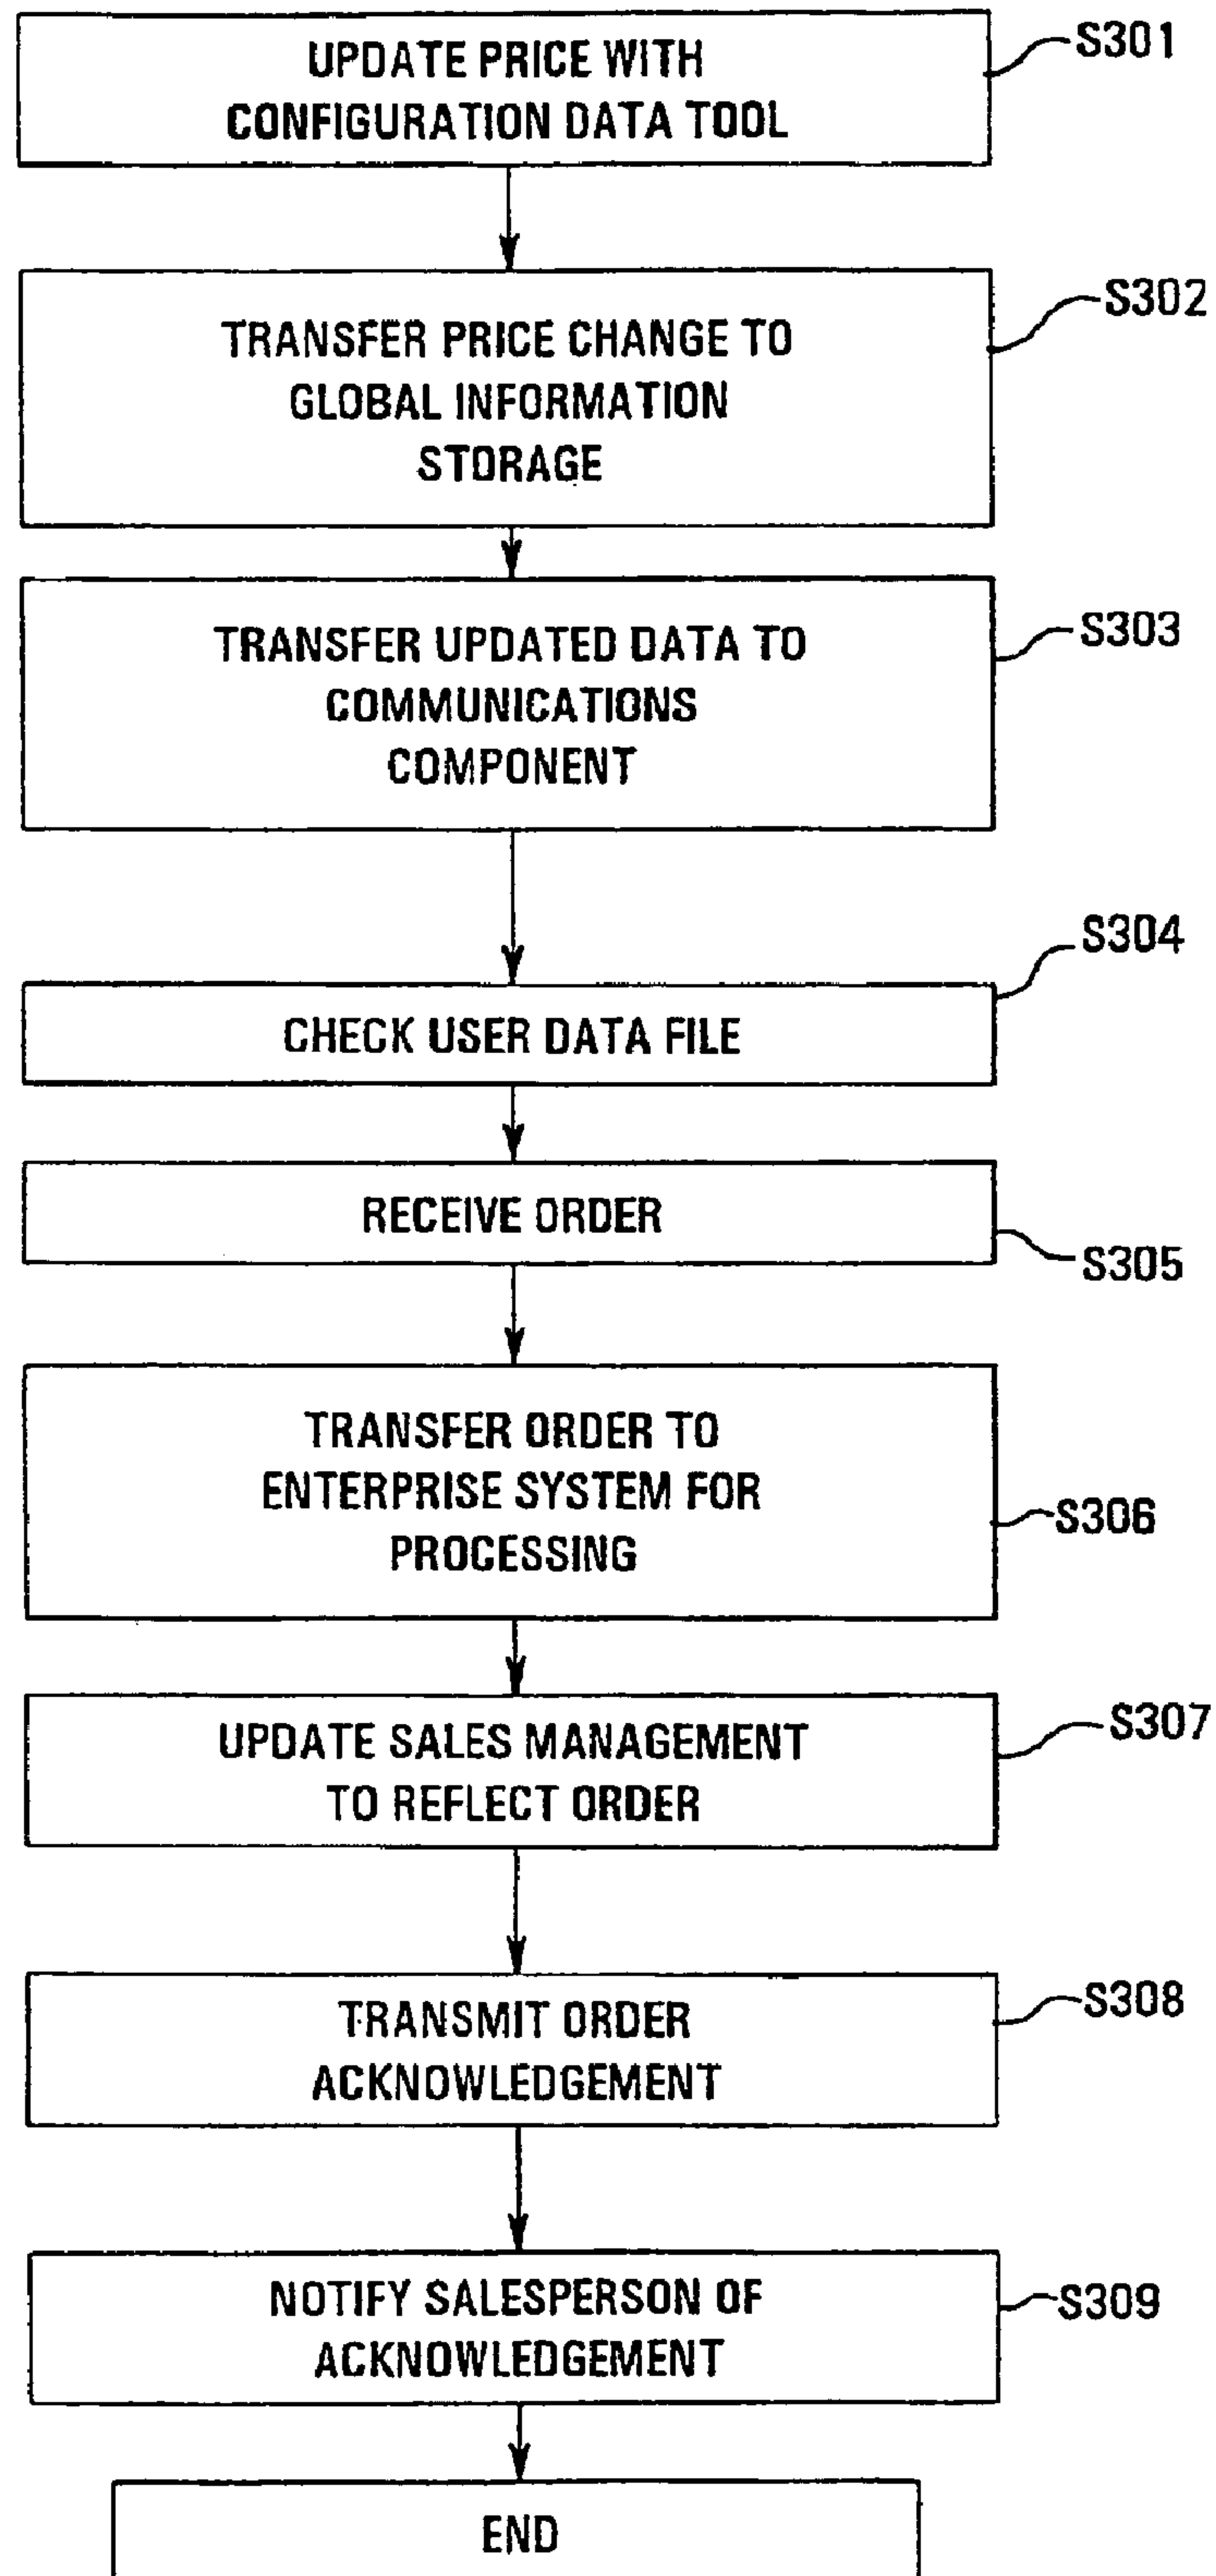 UPDATE PRICE WITH
CONFIGURATION DATA TOOL
S301
TRANSFER PRICE CHANGE TO
GLOBAL INFORMATION
STORAGE
S302
TRANSFER UPDATED DATA TO
COMMUNICATIONS
COMPONENT
S303
CHECK USER DATA FILE
S304
RECEIVE ORDER
S305
TRANSFER ORDER TO
ENTERPRISE SYSTEM FOR
PROCESSING
S306
UPDATE SALES MANAGEMENT
TO REFLECT ORDER
S307
TRANSMIT ORDER
ACKNOWLEDGEMENT
S308
NOTIFY SALESPERSON OF
ACKNOWLEDGEMENT
S309
END